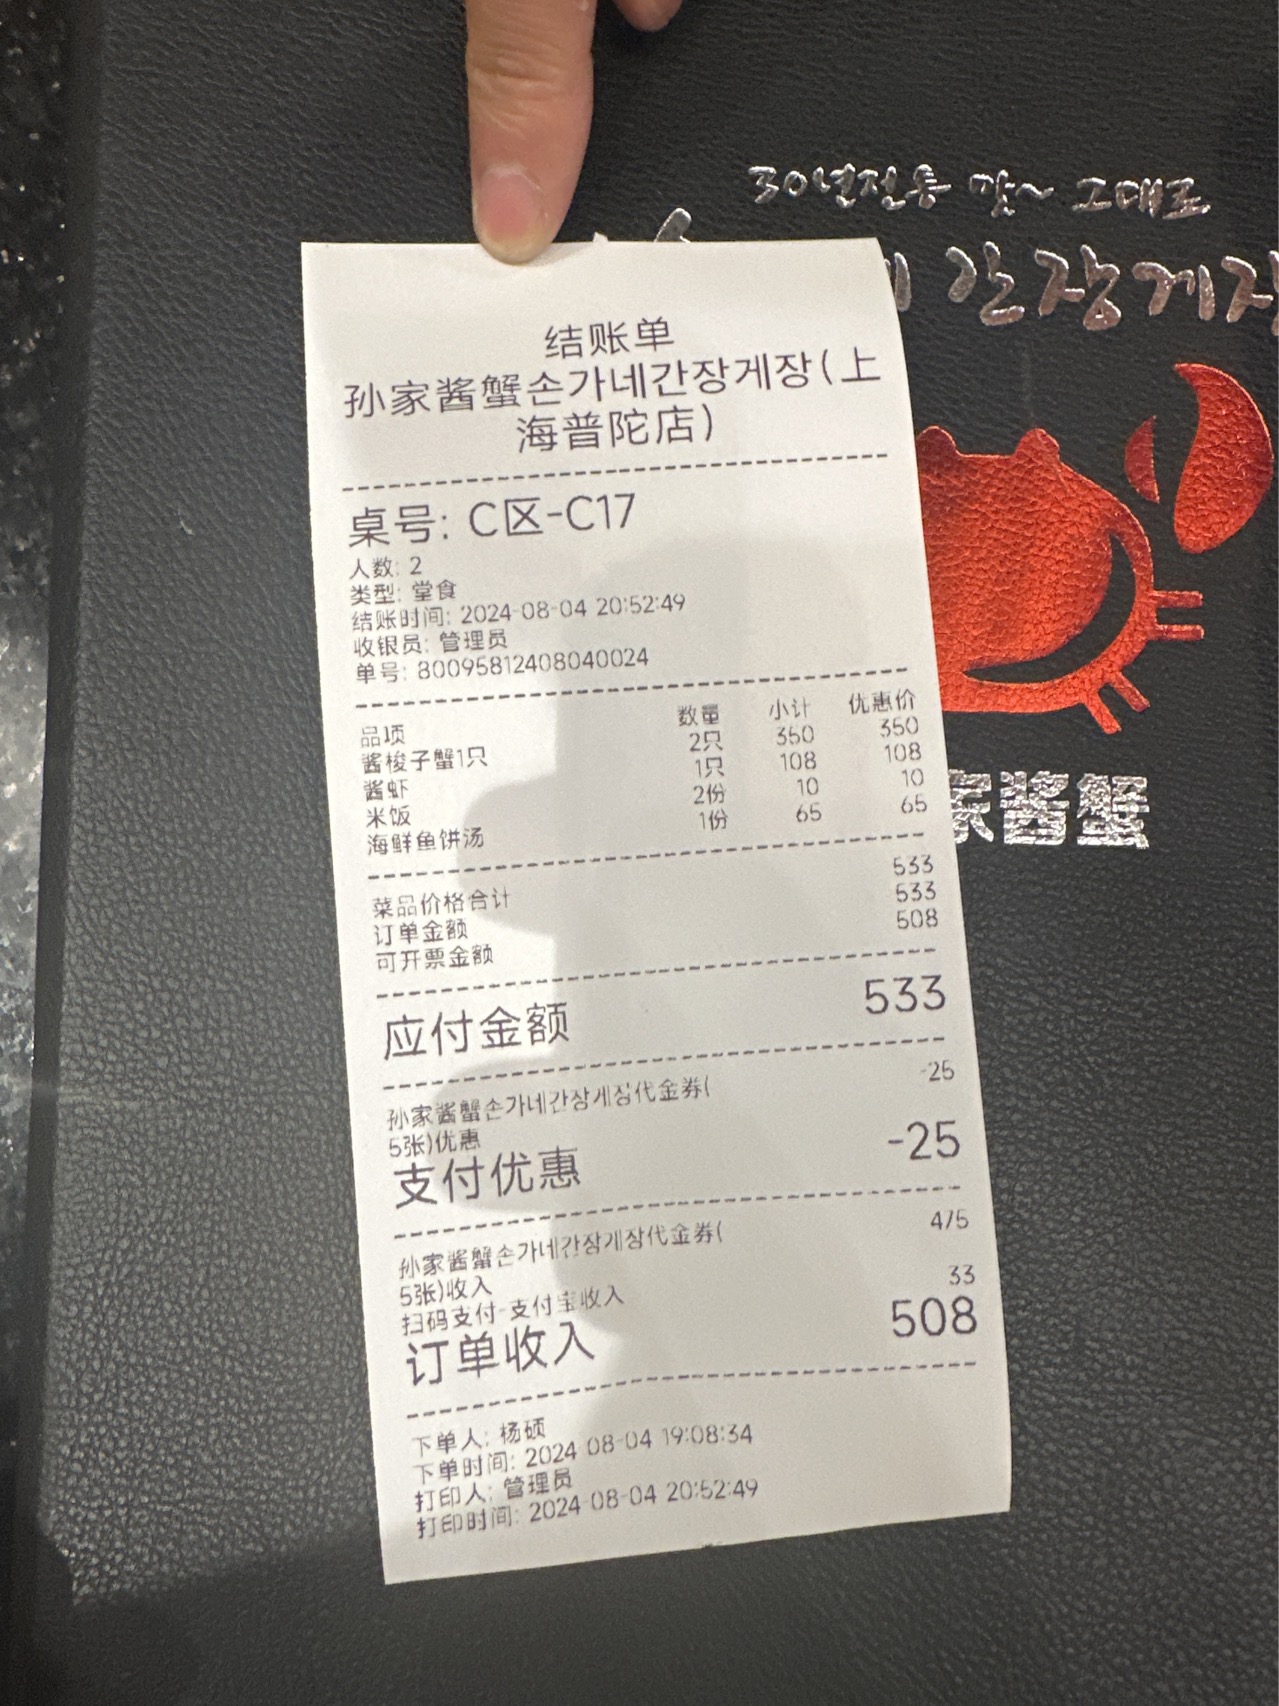 30년전통 맛~ 그대로
간장게장
家酱蟹
结账单
孙家酱蟹손가네간장게장(上
海普陀店)
桌号: C区-C17
人数: 2
类型: 堂食
结账时间: 2024-08-04 20:52:49
收银员: 管理员
单号: 80095812408040024
品项 数量 小计 优惠价
酱梭子蟹1只 2只 350 350
酱虾 1只 108 108
米饭 2份 10 10
海鲜鱼饼汤 1份 65 65
菜品价格合计 533
订单金额 533
可开票金额 508
应付金额 533
孙家酱蟹손가네간장게장代金券( -25
5张)优惠
支付优惠 -25
孙家酱蟹손가네간장게장代金券( 475
5张)收入
扫码支付-支付宝收入 33
订单收入 508
下单人: 杨硕
下单时间: 2024-08-04 19:08:34
打印人: 管理员
打印时间: 2024-08-04 20:52:49